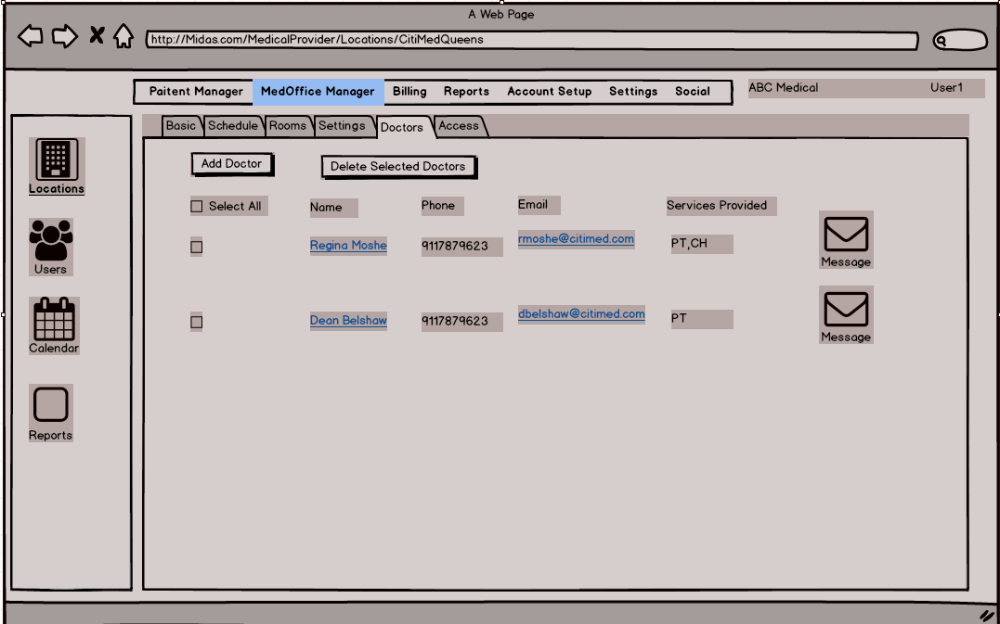 A Web Page
http://Midas.com/MedicalProvider/Locations/CitiMedQueens
Paitent Manager MedOffice Manager Billing Reports Account Setup Settings Social
ABC Medical User1
Basic Schedule Rooms Settings Doctors Access
Locations
Users
Calendar
Reports
Add Doctor Delete Selected Doctors
Select All Name Phone Email Services Provided
Regina Moshe 9117879623 rmoshe@citimed.com PT,CH
Message
Dean Belshaw 9117879623 dbelshaw@citimed.com PT
Message